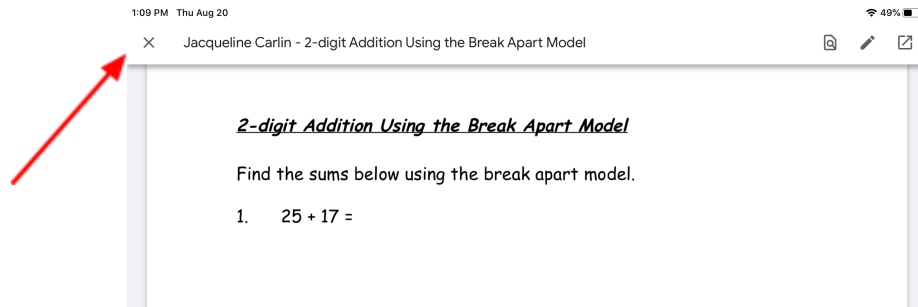 1:09 PM Thu Aug 20 49%
Jacqueline Carlin - 2-digit Addition Using the Break Apart Model
2-digit Addition Using the Break Apart Model
Find the sums below using the break apart model.
1. 25 + 17 =